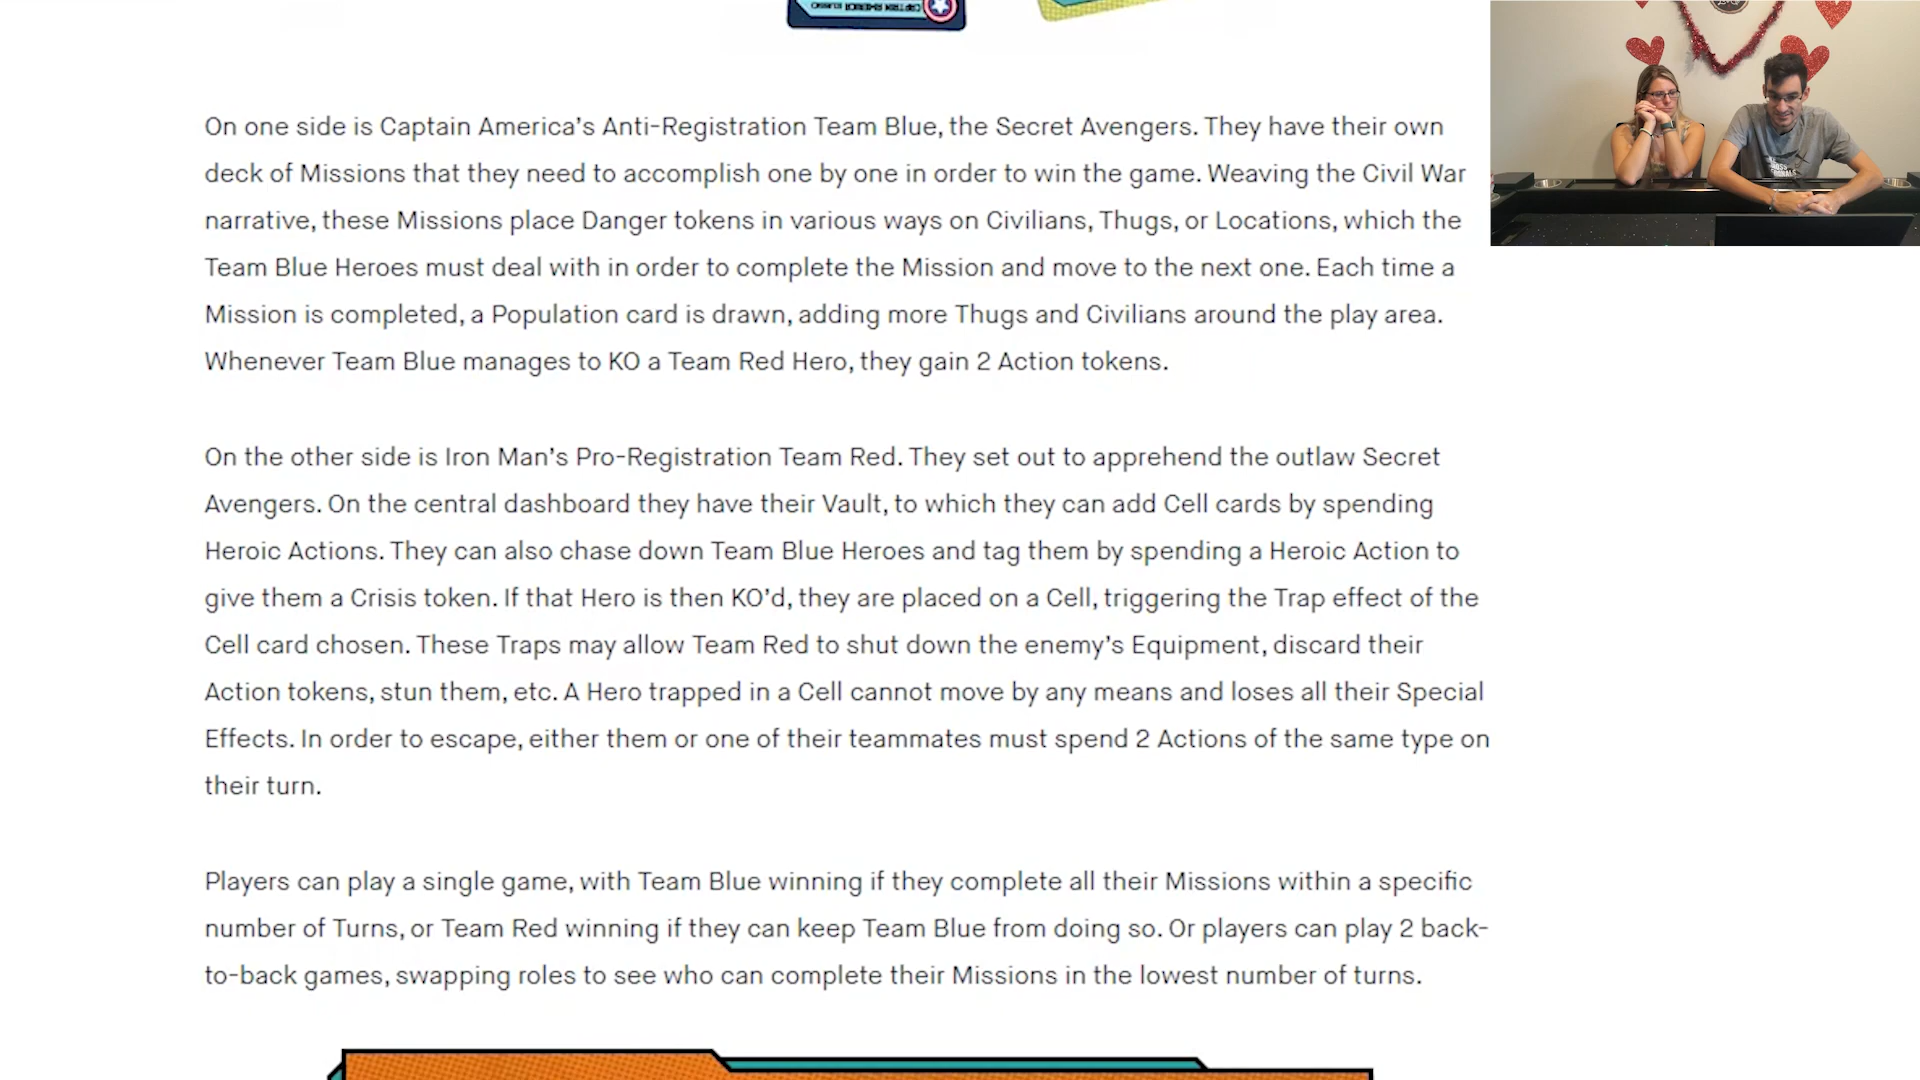 On one side is Captain America's Anti-Registration Team Blue, the Secret Avengers. They have their own
deck of Missions that they need to accomplish one by one in order to win the game. Weaving the Civil War
narrative, these Missions place Danger tokens in various ways on Civilians, Thugs, or Locations, which the
Team Blue Heroes must deal with in order to complete the Mission and move to the next one. Each time a
Mission is completed, a Population card is drawn, adding more Thugs and Civilians around the play area.
Whenever Team Blue manages to KO a Team Red Hero, they gain 2 Action tokens.
On the other side is Iron Man's Pro-Registration Team Red. They set out to apprehend the outlaw Secret
Avengers. On the central dashboard they have their Vault, to which they can add Cell cards by spending
Heroic Actions. They can also chase down Team Blue Heroes and tag them by spending a Heroic Action to
give them a Crisis token. If that Hero is then KO'd, they are placed on a Cell, triggering the Trap effect of the
Cell card chosen. These Traps may allow Team Red to shut down the enemy's Equipment, discard their
Action tokens, stun them, etc. A Hero trapped in a Cell cannot move by any means and loses all their Special
Effects. In order to escape, either them or one of their teammates must spend 2 Actions of the same type on
their turn.
Players can play a single game, with Team Blue winning if they complete all their Missions within a specific
number of Turns, or Team Red winning if they can keep Team Blue from doing so. Or players can play 2 back-
to-back games, swapping roles to see who can complete their Missions in the lowest number of turns.